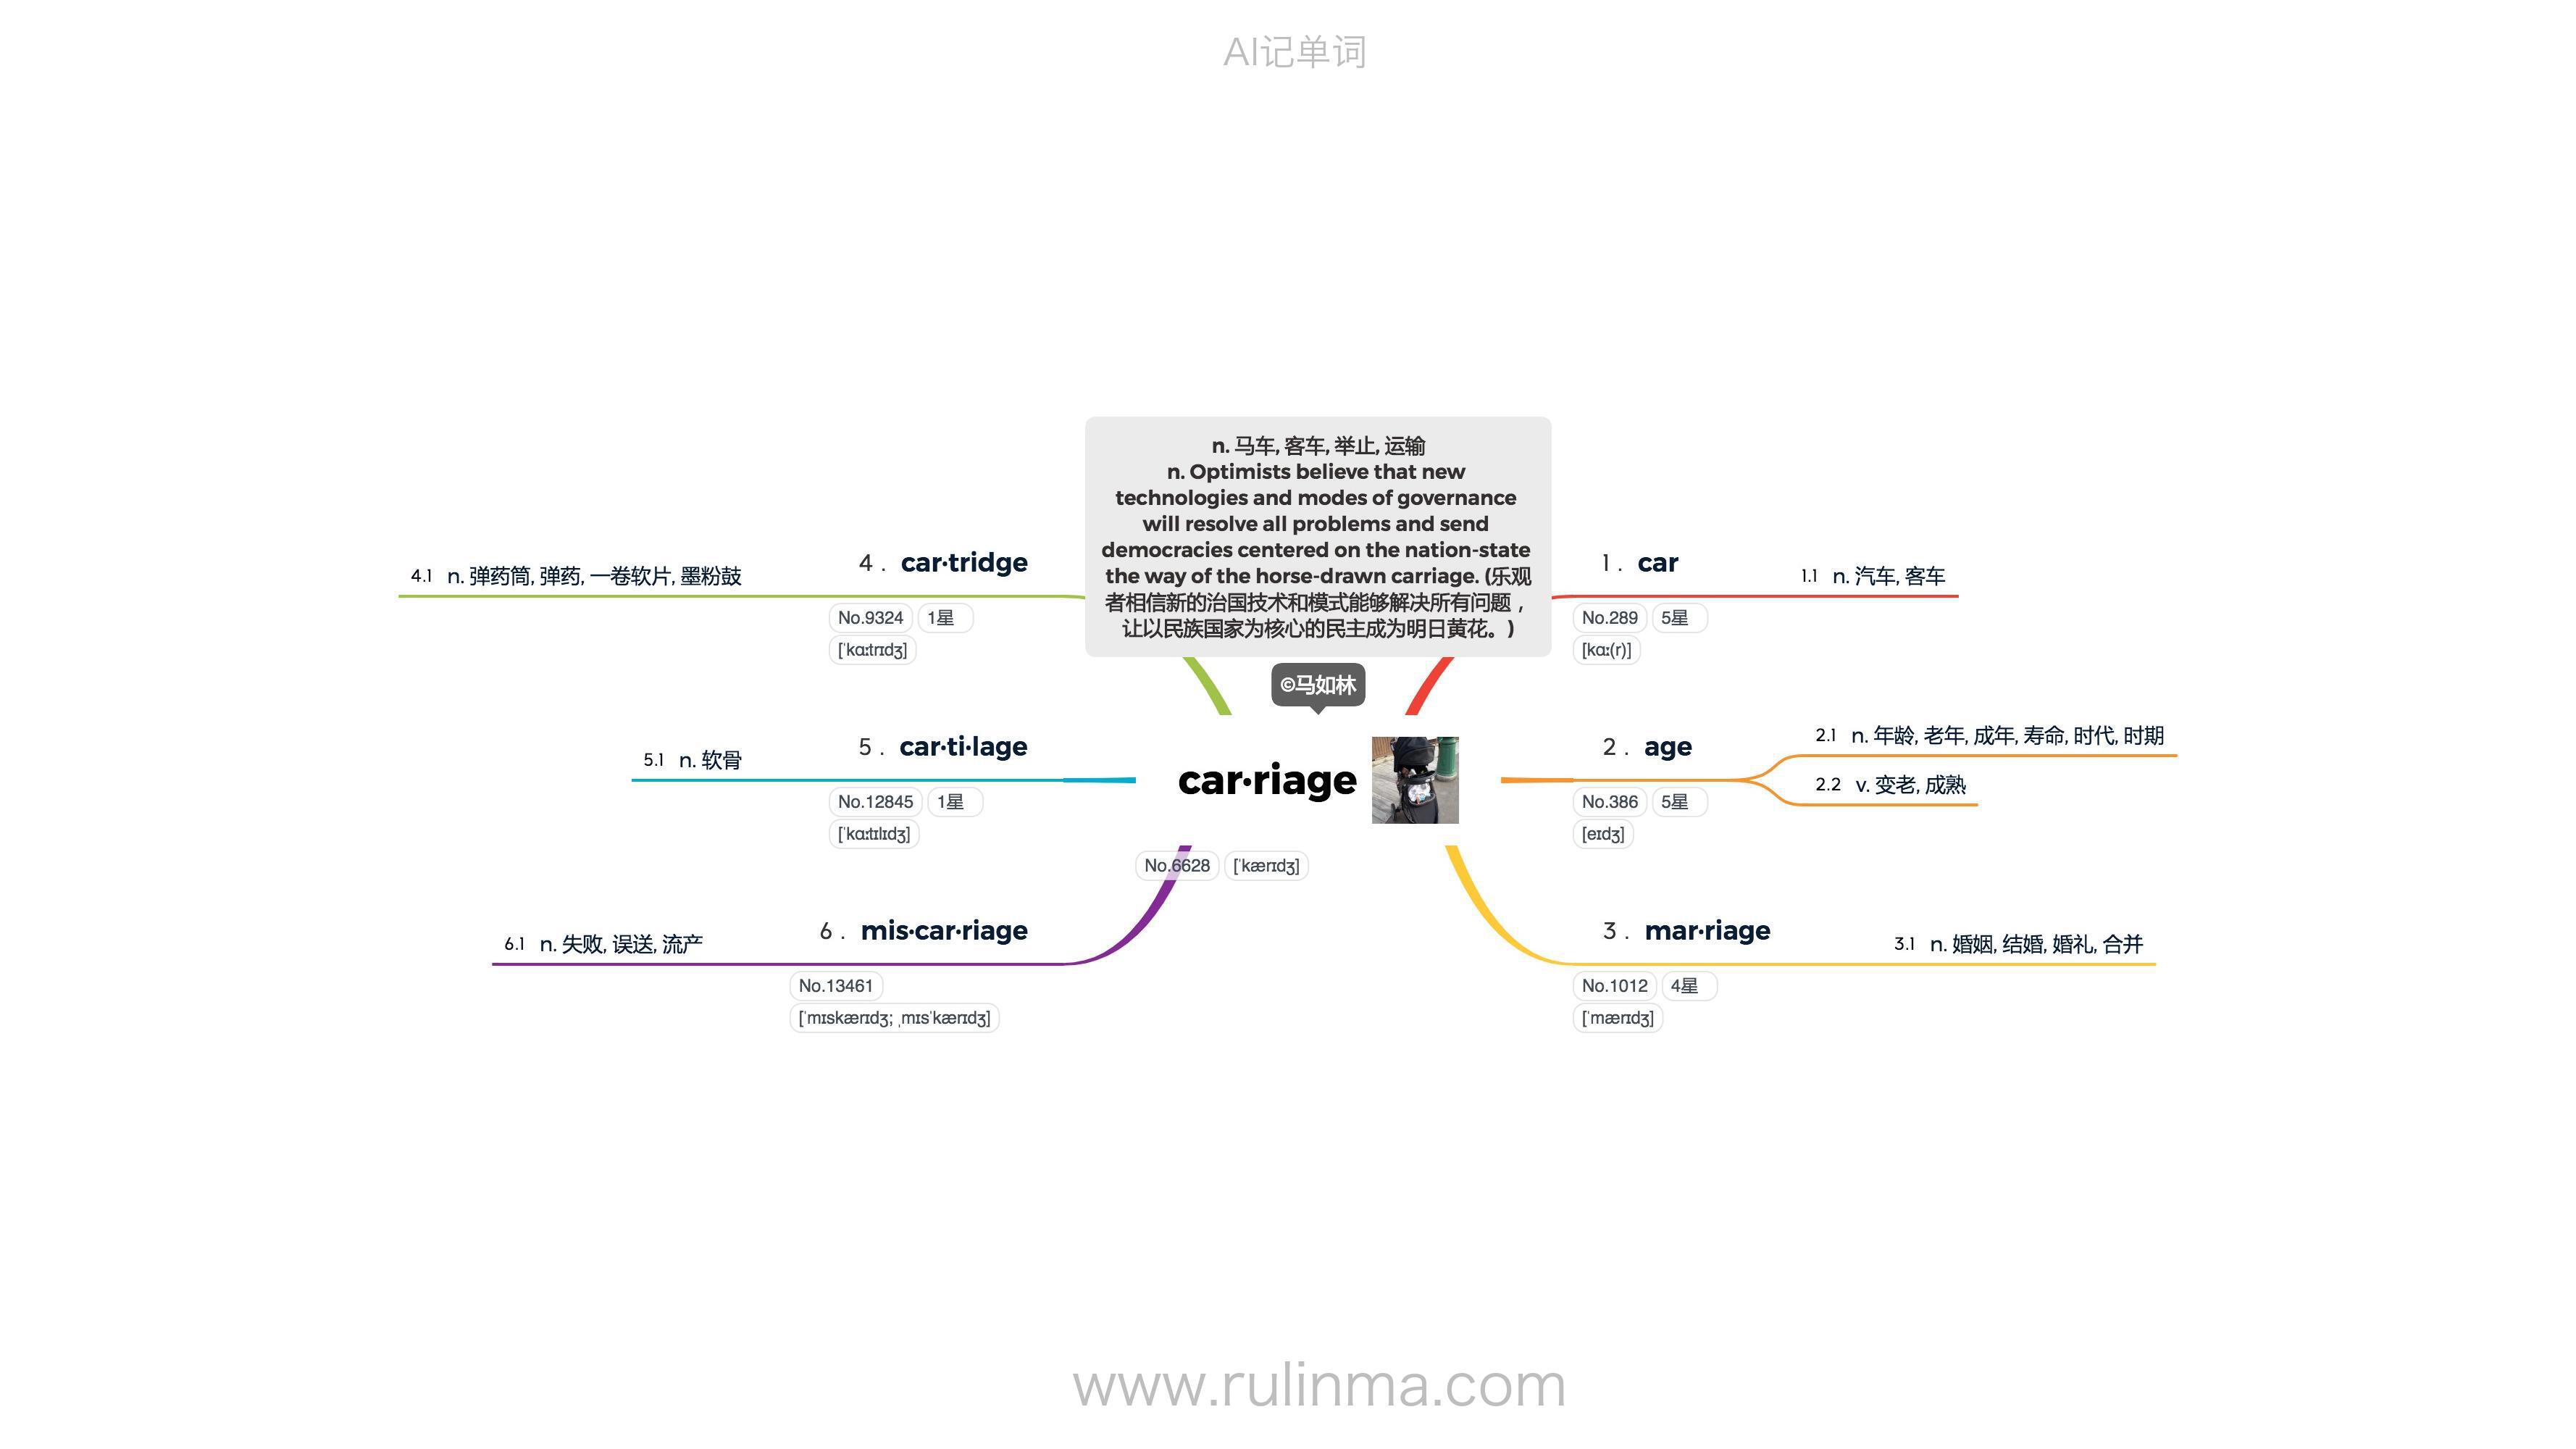 AI记单词
n. 马车, 客车, 举止, 运输
n. Optimists believe that new
technologies and modes of governance
will resolve all problems and send
democracies centered on the nation-state
the way of the horse-drawn carriage. (乐观
者相信新的治国技术和模式能够解决所有问题，
让以民族国家为核心的民主成为明日黄花。)
©马如林
car·riage
No.6628 [ˈkærɪdʒ]
1. car
No.289 5星
[kɑː(r)]
1.1 n. 汽车, 客车
2. age
No.386 5星
[eɪdʒ]
2.1 n. 年龄, 老年, 成年, 寿命, 时代, 时期
2.2 v. 变老, 成熟
3. mar·riage
No.1012 4星
[ˈmærɪdʒ]
3.1 n. 婚姻, 结婚, 婚礼, 合并
4. car·tridge
No.9324 1星
[ˈkɑːtrɪdʒ]
4.1 n. 弹药筒, 弹药, 一卷软片, 墨粉鼓
5. car·ti·lage
No.12845 1星
[ˈkɑːtɪlɪdʒ]
5.1 n. 软骨
6. mis·car·riage
No.13461
[ˈmɪskærɪdʒ; ˌmɪsˈkærɪdʒ]
6.1 n. 失败, 误送, 流产
www.rulinma.com